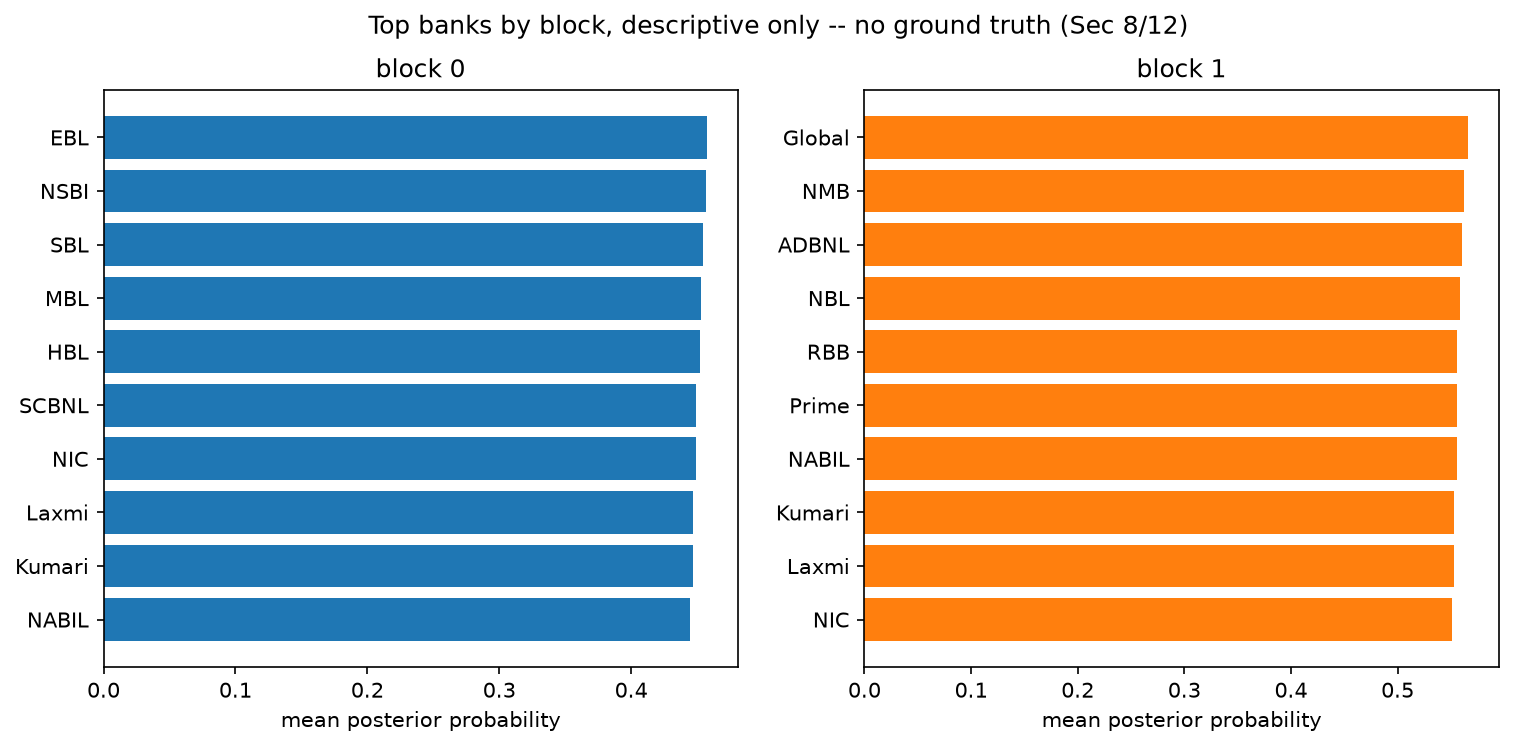 Top banks by block, descriptive only -- no ground truth (Sec 8/12)
block 0
EBL
NSBI
SBL
MBL
HBL
SCBNL
NIC
Laxmi
Kumari
NABIL
0.0 0.1 0.2 0.3 0.4
mean posterior probability
block 1
Global
NMB
ADBNL
NBL
RBB
Prime
NABIL
Kumari
Laxmi
NIC
0.0 0.1 0.2 0.3 0.4 0.5
mean posterior probability